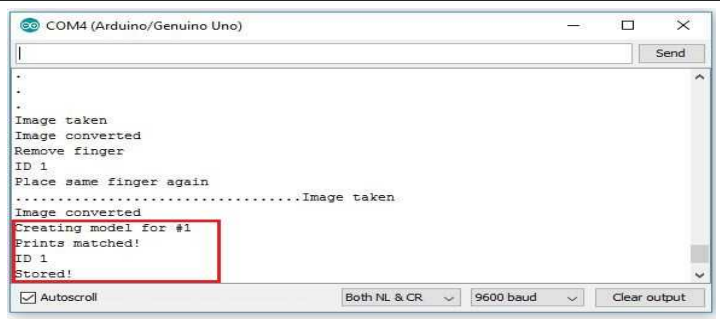 COM4 (Arduino/Genuino Uno)
Send
.
.
.
Image taken
Image converted
Remove finger
ID 1
Place same finger again
..................................Image taken
Image converted
Creating model for #1
Prints matched!
ID 1
Stored!
Autoscroll
Both NL & CR
9600 baud
Clear output